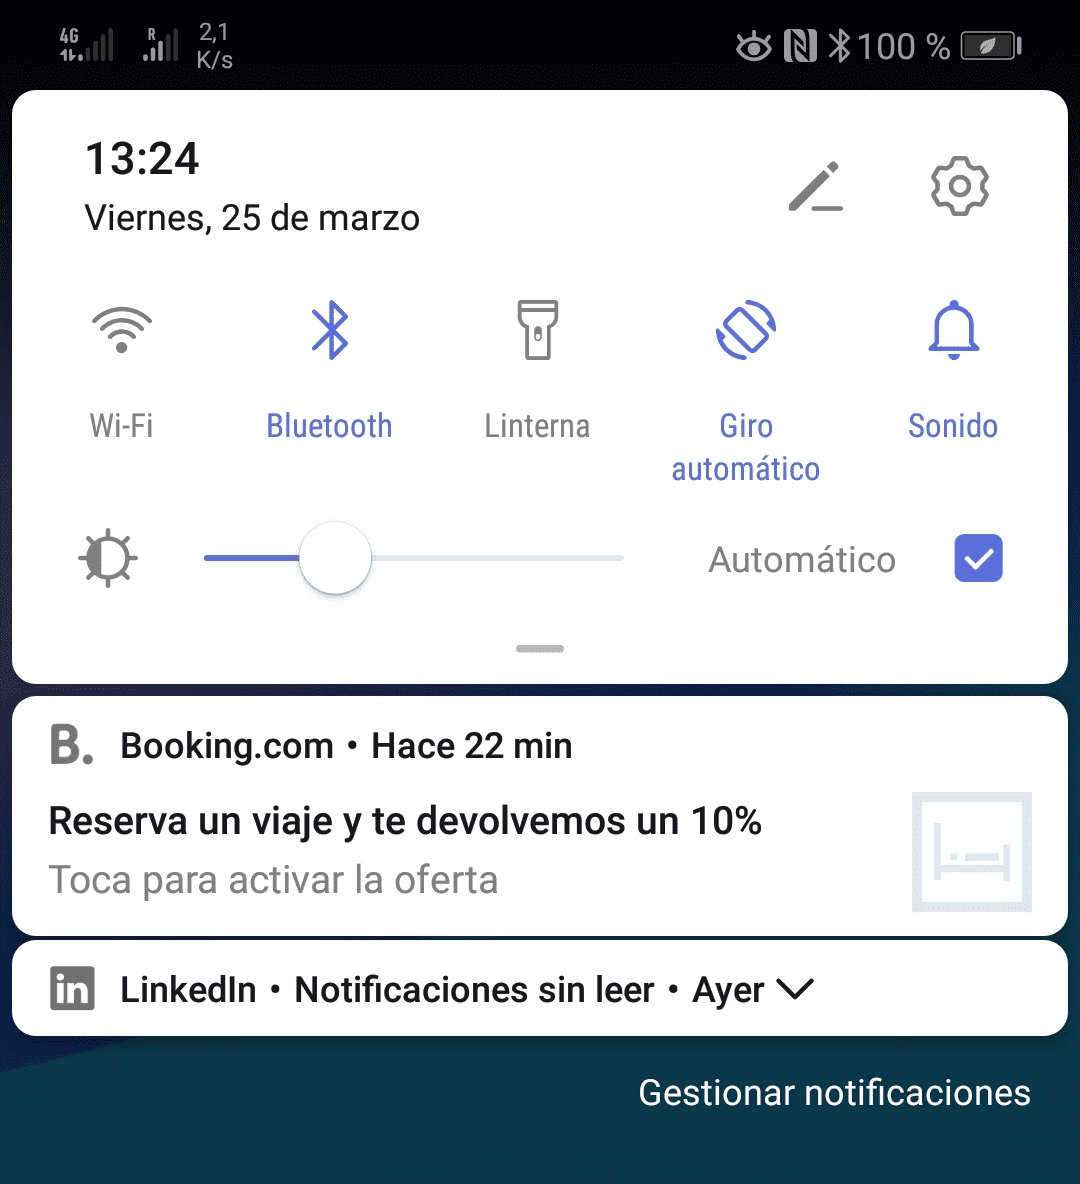 4G R 2,1 K/s 100 %
13:24
Viernes, 25 de marzo
Wi-Fi Bluetooth Linterna Giro automático Sonido
Automático
B. Booking.com • Hace 22 min
Reserva un viaje y te devolvemos un 10%
Toca para activar la oferta
in LinkedIn • Notificaciones sin leer • Ayer
Gestionar notificaciones